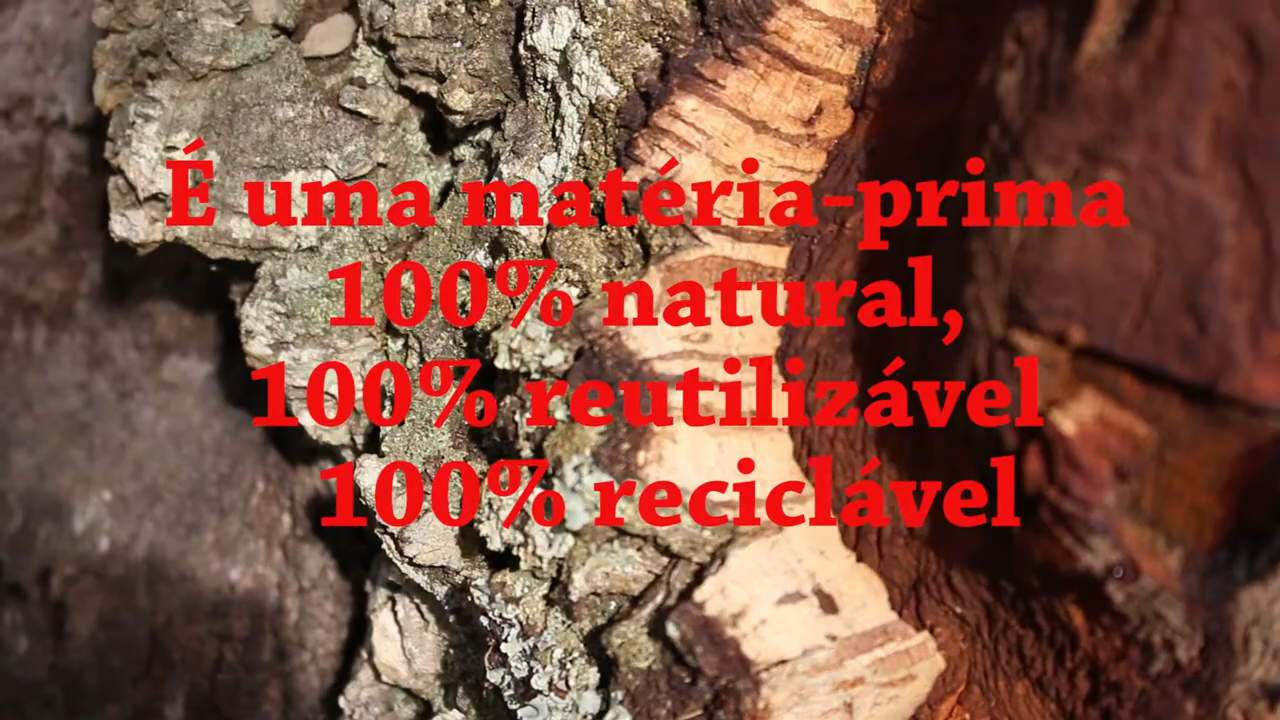 É uma matéria-prima
100% natural,
100% reutilizável
100% reciclável